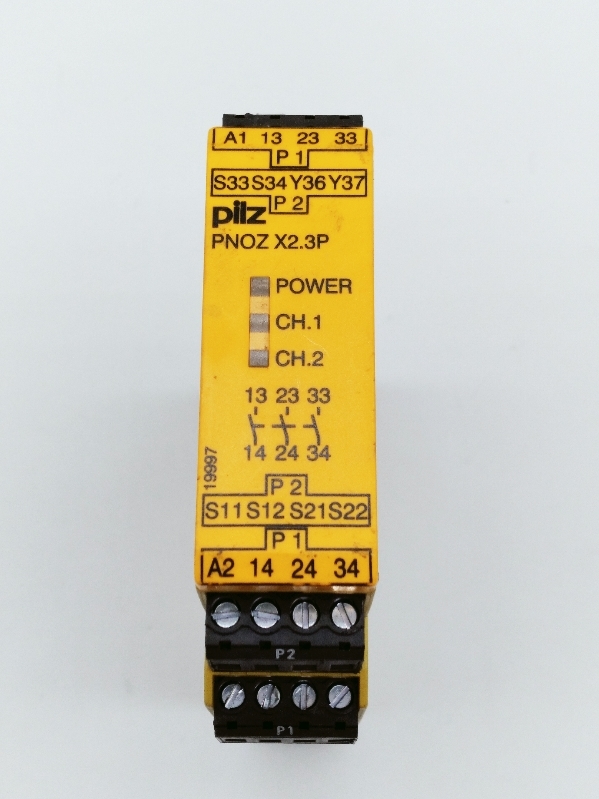 A1 13 23 33
P 1
S33 S34 Y36 Y37
P 2
pilz
PNOZ X2.3P
POWER
CH.1
CH.2
13 23 33
14 24 34
19997
P 2
S11 S12 S21 S22
P 1
A2 14 24 34
P2
P1